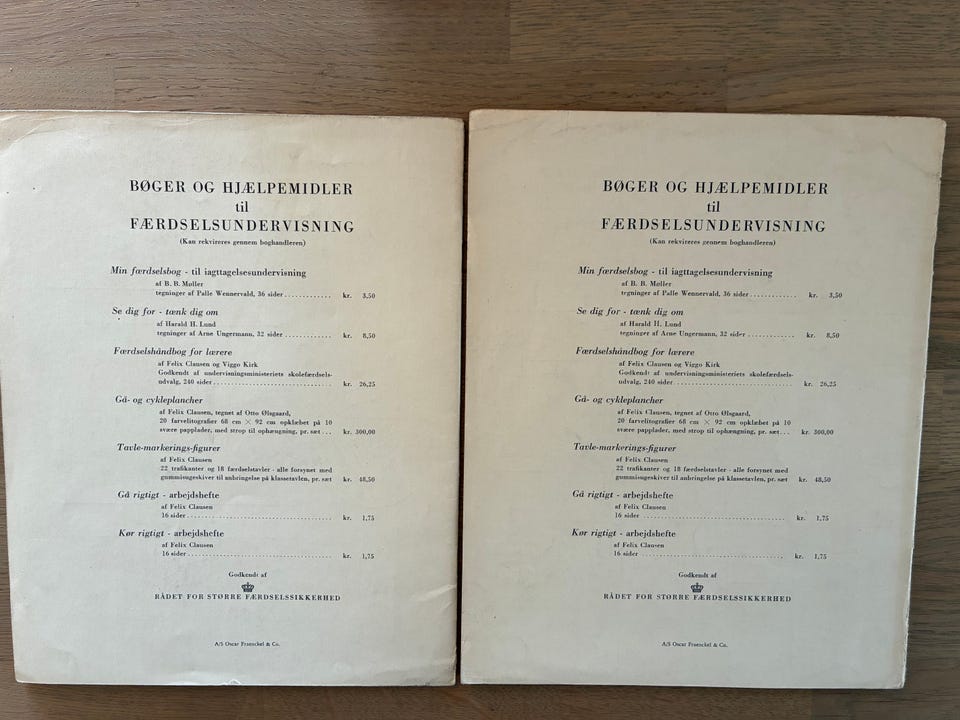 BØGER OG HJÆLPEMIDLER
til
FÆRDSELSUNDERVISNING
(Kan rekvireres gennem boghandleren)
Min færdselsbog - til iagttagelsesundervisning
af B. B. Møller
tegninger af Palle Wennervald, 36 sider ............. kr. 3,50
Se dig for - tænk dig om
af Harald H. Lund
tegninger af Arne Ungermann, 32 sider ............. kr. 8,50
Færdselshåndbog for lærere
af Felix Clausen og Viggo Kirk
Godkendt af undervisningsministeriets skolefærdsels-
udvalg, 240 sider ............................... kr. 26,25
Gå- og cykleplancher
af Felix Clausen, tegnet af Otto Ølsgaard,
20 farvelitografier 68 cm × 92 cm opklæbet på 10
svære papplader, med strop til ophængning, pr. sæt ... kr. 300,00
Tavle-markerings-figurer
af Felix Clausen
22 trafikanter og 18 færdselstavler - alle forsynet med
gummisugeskiver til anbringelse på klassetavlen, pr. sæt kr. 48,50
Gå rigtigt - arbejdshefte
af Felix Clausen
16 sider ..................................... kr. 1,75
Kør rigtigt - arbejdshefte
af Felix Clausen
16 sider ..................................... kr. 1,75
Godkendt af
RÅDET FOR STØRRE FÆRDSELSSIKKERHED
A/S Oscar Fraenckel & Co.
BØGER OG HJÆLPEMIDLER
til
FÆRDSELSUNDERVISNING
(Kan rekvireres gennem boghandleren)
Min færdselsbog - til iagttagelsesundervisning
af B. B. Møller
tegninger af Palle Wennervald, 36 sider ............. kr. 3,50
Se dig for - tænk dig om
af Harald H. Lund
tegninger af Arne Ungermann, 32 sider ............. kr. 8,50
Færdselshåndbog for lærere
af Felix Clausen og Viggo Kirk
Godkendt af undervisningsministeriets skolefærdsels-
udvalg, 240 sider ............................... kr. 26,25
Gå- og cykleplancher
af Felix Clausen, tegnet af Otto Ølsgaard,
20 farvelitografier 68 cm × 92 cm opklæbet på 10
svære papplader, med strop til ophængning, pr. sæt ... kr. 300,00
Tavle-markerings-figurer
af Felix Clausen
22 trafikanter og 18 færdselstavler - alle forsynet med
gummisugeskiver til anbringelse på klassetavlen, pr. sæt kr. 48,50
Gå rigtigt - arbejdshefte
af Felix Clausen
16 sider ..................................... kr. 1,75
Kør rigtigt - arbejdshefte
af Felix Clausen
16 sider ..................................... kr. 1,75
Godkendt af
RÅDET FOR STØRRE FÆRDSELSSIKKERHED
A/S Oscar Fraenckel & Co.